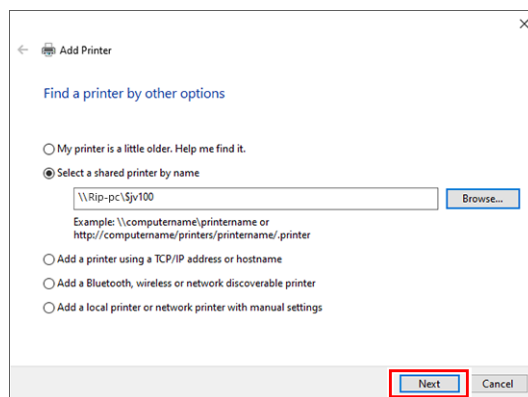 Add Printer
Find a printer by other options
My printer is a little older. Help me find it.
Select a shared printer by name
\\Rip-pc\$jv100
Browse...
Example: \\computername\printername or
http://computername/printers/printername/.printer
Add a printer using a TCP/IP address or hostname
Add a Bluetooth, wireless or network discoverable printer
Add a local printer or network printer with manual settings
Next
Cancel